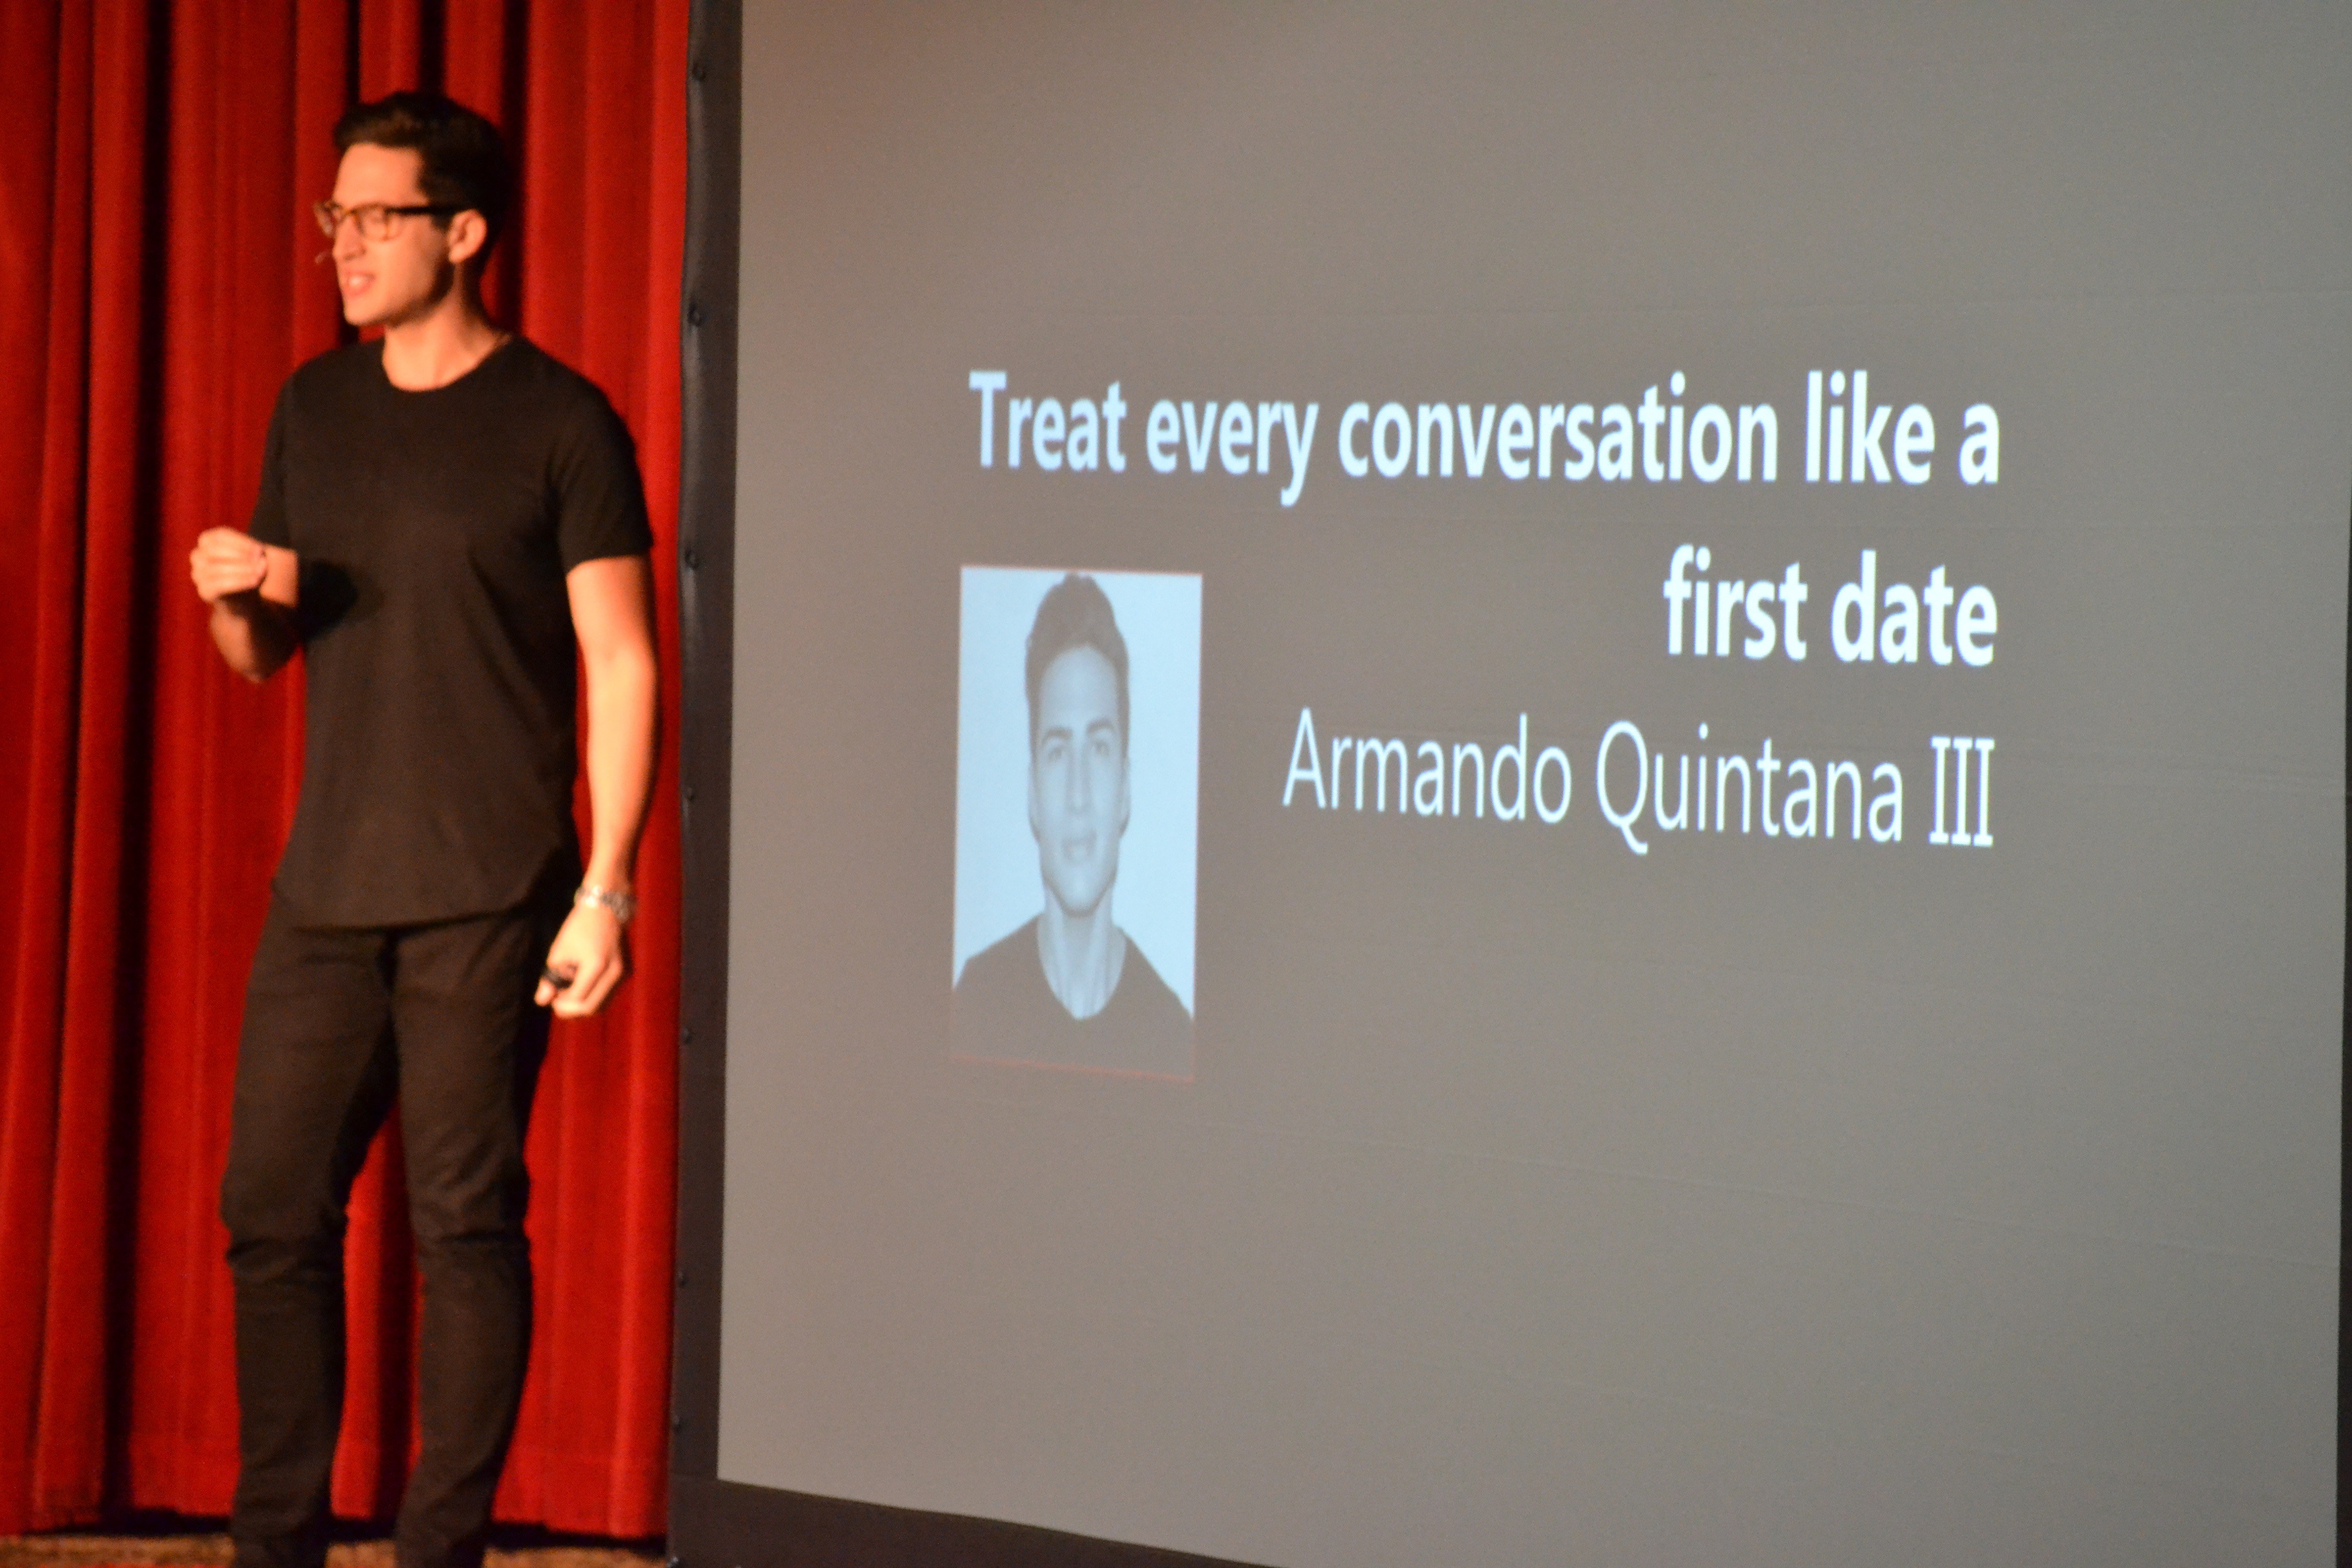 Treat every conversation like a
first date
Armando Quintana III